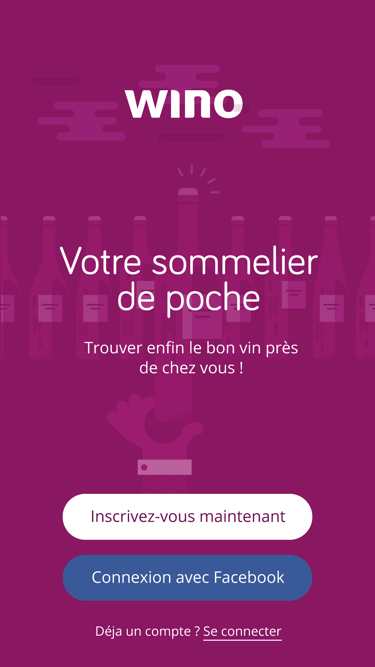 wino
Votre sommelier
de poche
Trouver enfin le bon vin près
de chez vous !
Inscrivez-vous maintenant
Connexion avec Facebook
Déja un compte ? Se connecter